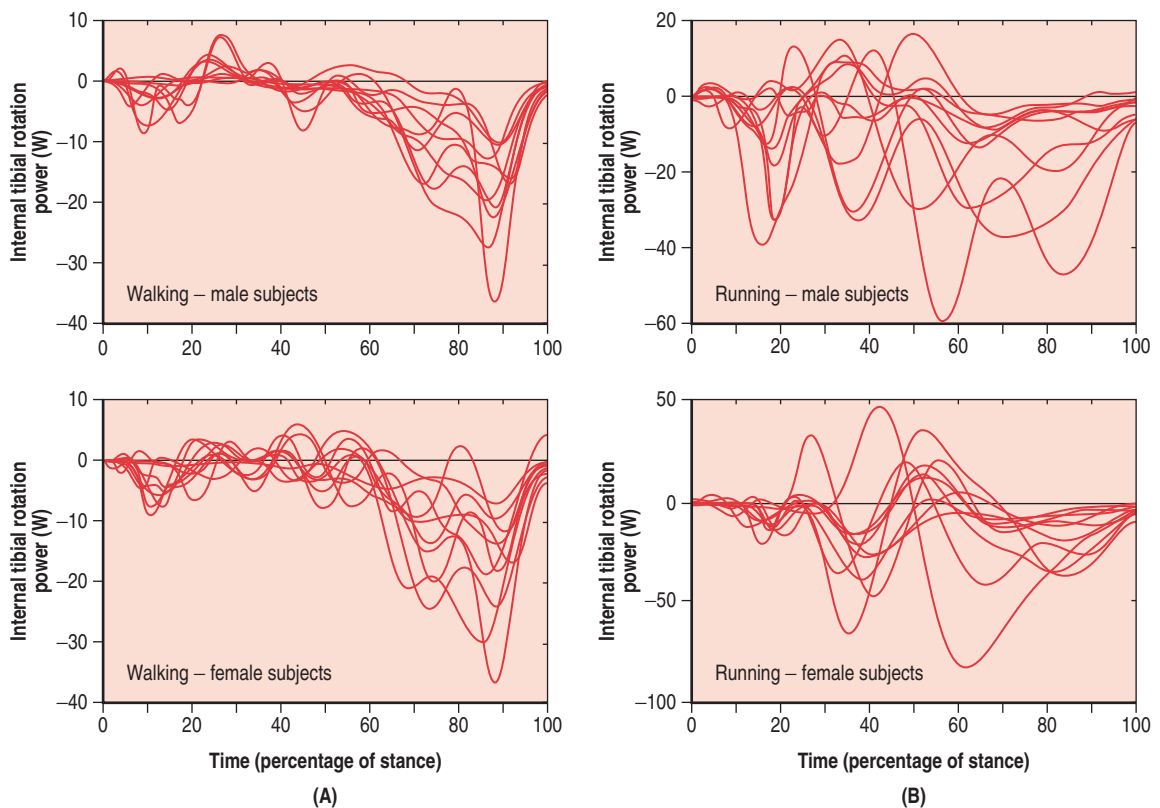 Internal tibial rotation
power (W)
10
0
−10
−20
−30
−40
Walking – male subjects
0 20 40 60 80 100
Internal tibial rotation
power (W)
20
0
−20
−40
−60
Running – male subjects
0 20 40 60 80 100
Internal tibial rotation
power (W)
10
0
−10
−20
−30
−40
Walking – female subjects
0 20 40 60 80 100
Time (percentage of stance)
(A)
Internal tibial rotation
power (W)
50
0
−50
−100
Running – female subjects
0 20 40 60 80 100
Time (percentage of stance)
(B)